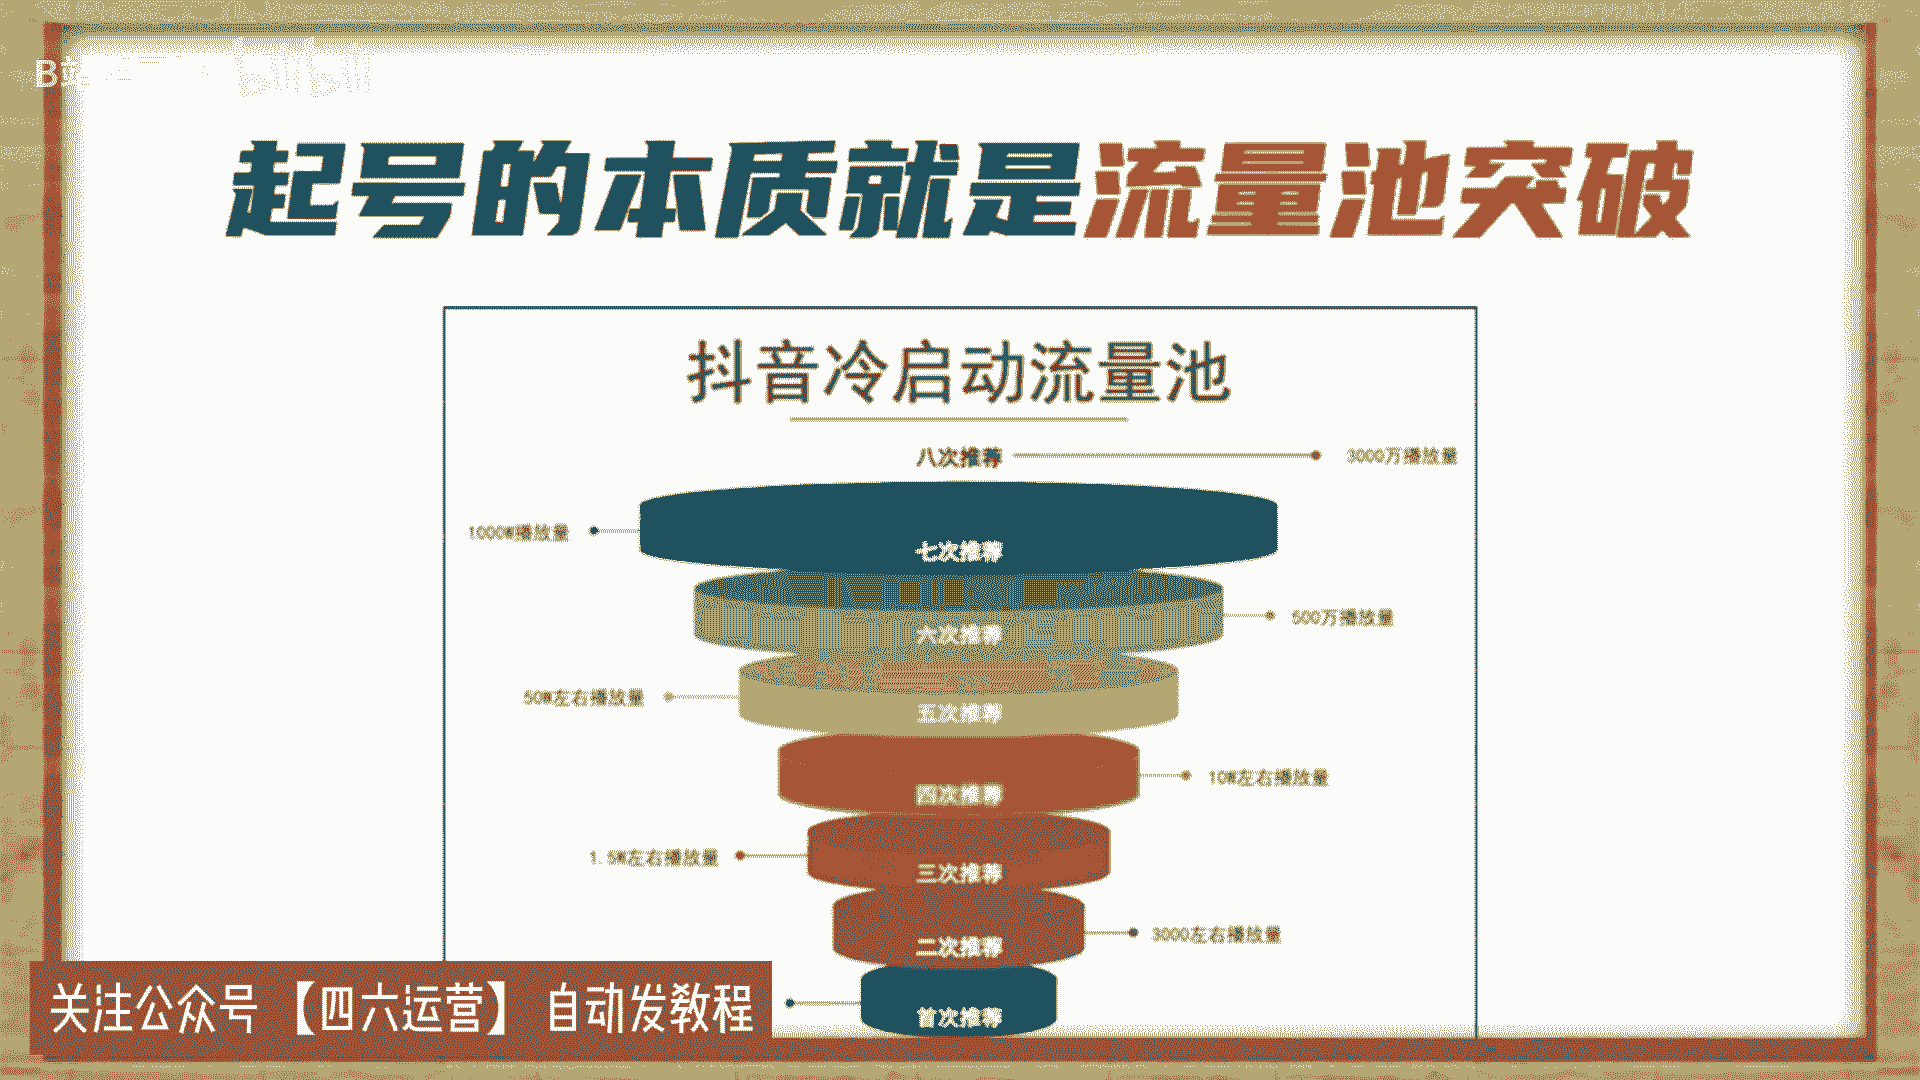 B站
bilibili
起号的本质就是流量池突破
抖音冷启动流量池
八次推荐
3000万播放量
1000W播放量
七次推荐
500万播放量
六次推荐
50W左右播放量
五次推荐
10W左右播放量
四次推荐
1.5W左右播放量
三次推荐
3000左右播放量
二次推荐
首次推荐
关注公众号【四六运营】自动发教程